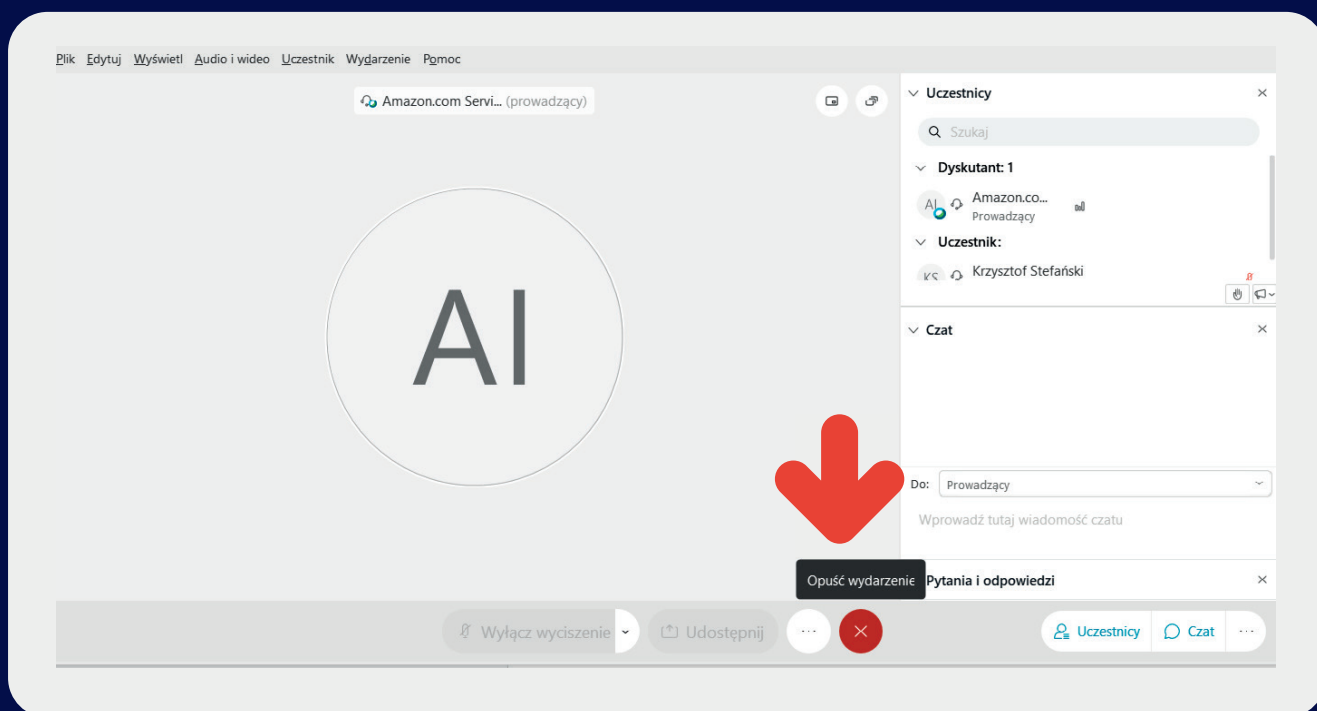 Plik Edytuj Wyświetl Audio i wideo Uczestnik Wydarzenie Pomoc
Amazon.com Servi... (prowadzący)
AI
Opuść wydarzenie
Wyłącz wyciszenie
Udostępnij
...
Uczestnicy
Szukaj
Dyskutant: 1
AI
Amazon.co...
Prowadzący
Uczestnik:
KS
Krzysztof Stefański
Czat
Do: Prowadzący
Wprowadź tutaj wiadomość czatu
Pytania i odpowiedzi
Uczestnicy
Czat
...